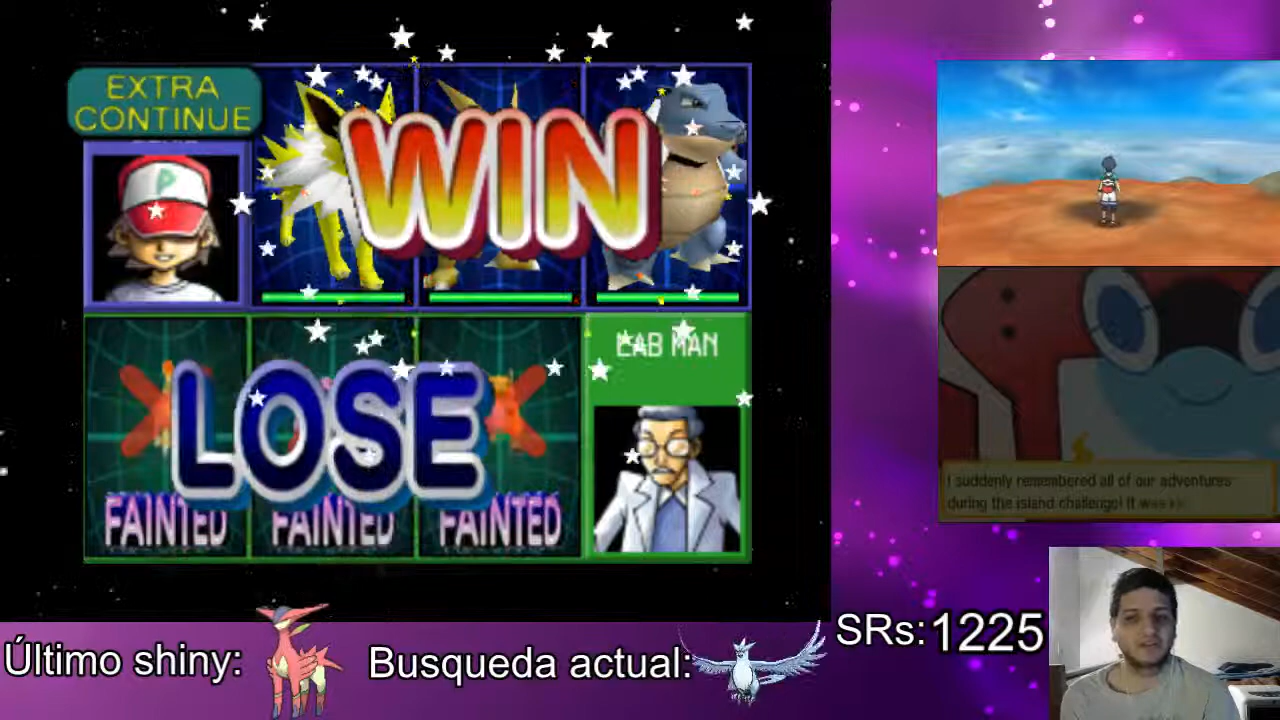 EXTRA
CONTINUE
WIN
LAB MAN
LOSE
FAINTED FAINTED FAINTED
I suddenly remembered all of our adventures
during the island challenge! It was
Último shiny: Busqueda actual: SRs: 1225